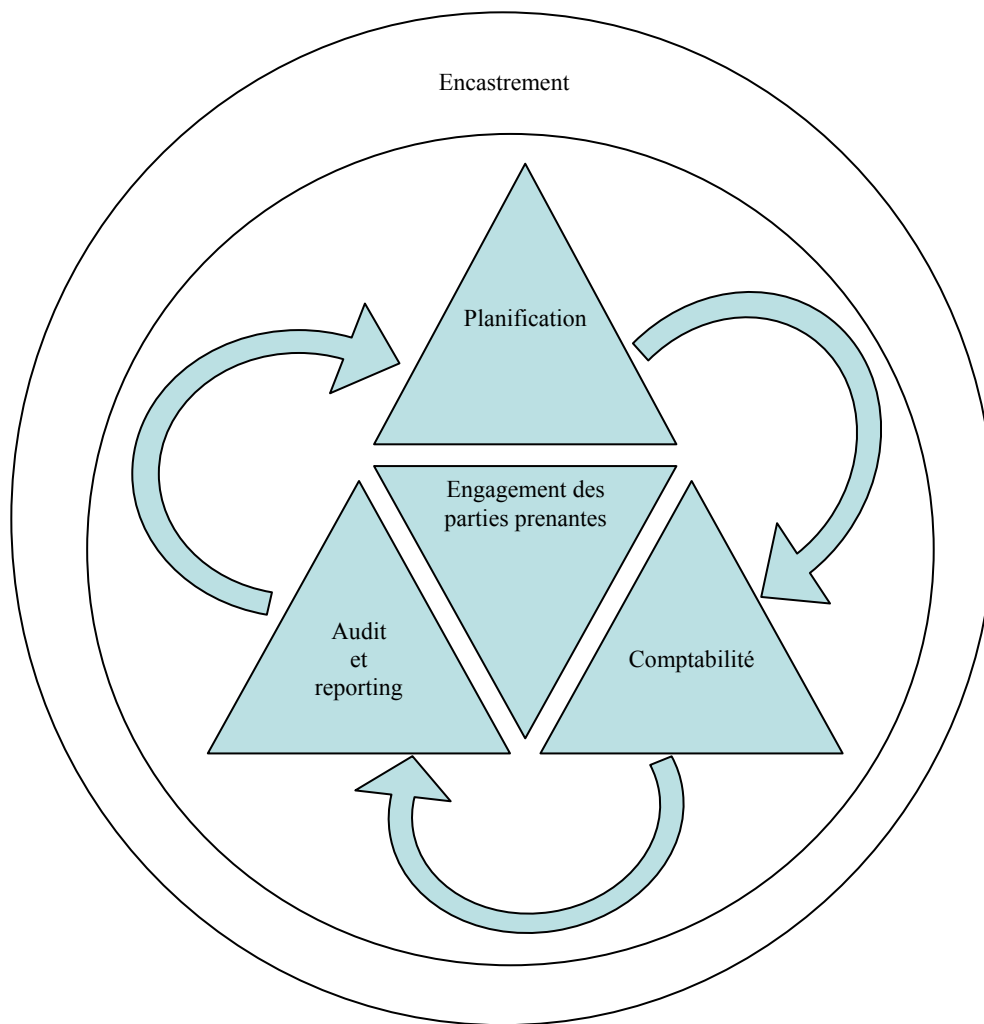 Encastrement
Planification
Engagement des
parties prenantes
Audit
et
reporting
Comptabilité